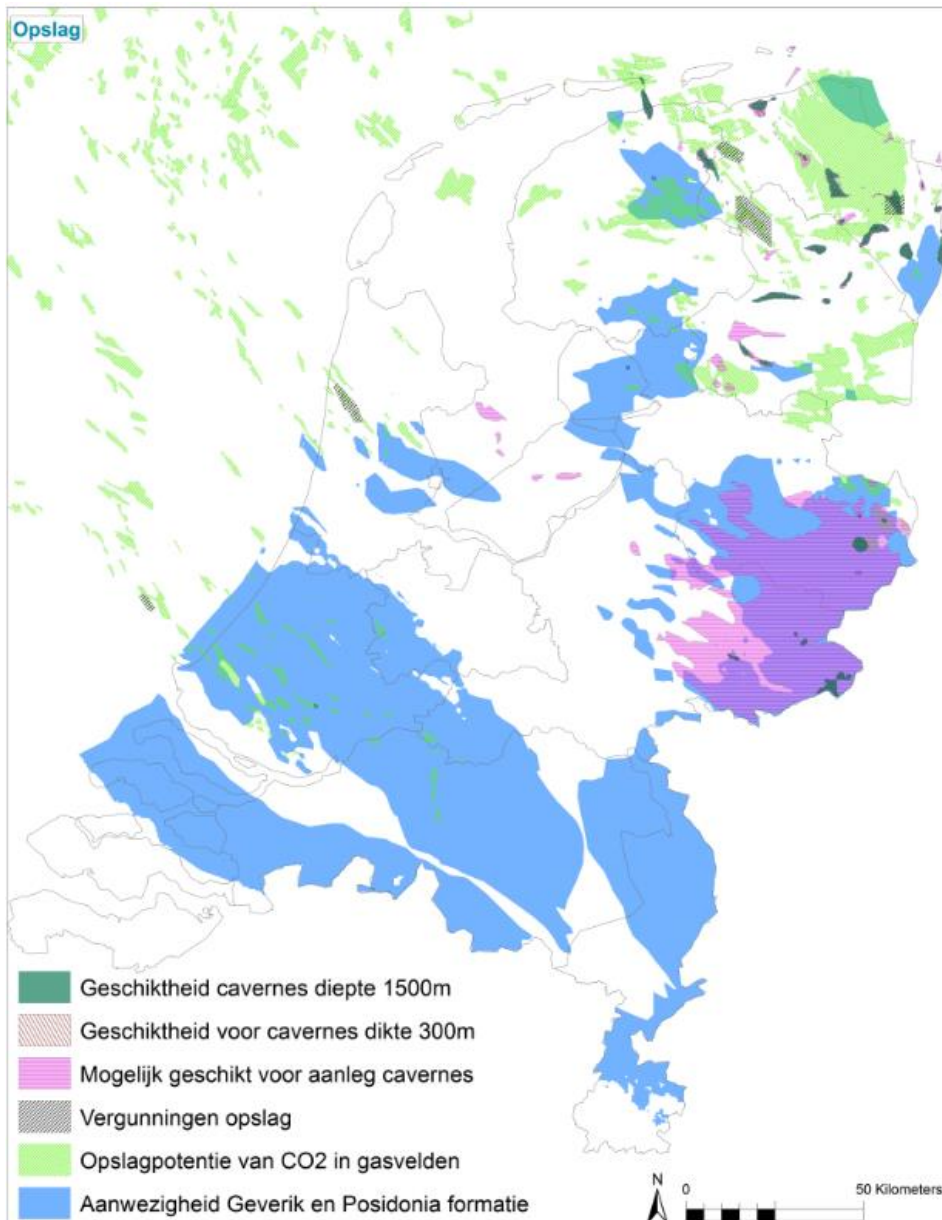 Opslag
Geschiktheid cavernes diepte 1500m
Geschiktheid voor cavernes dikte 300m
Mogelijk geschikt voor aanleg cavernes
Vergunningen opslag
Opslagpotentie van CO2 in gasvelden
Aanwezigheid Geverik en Posidonia formatie
N
0 50 Kilometers